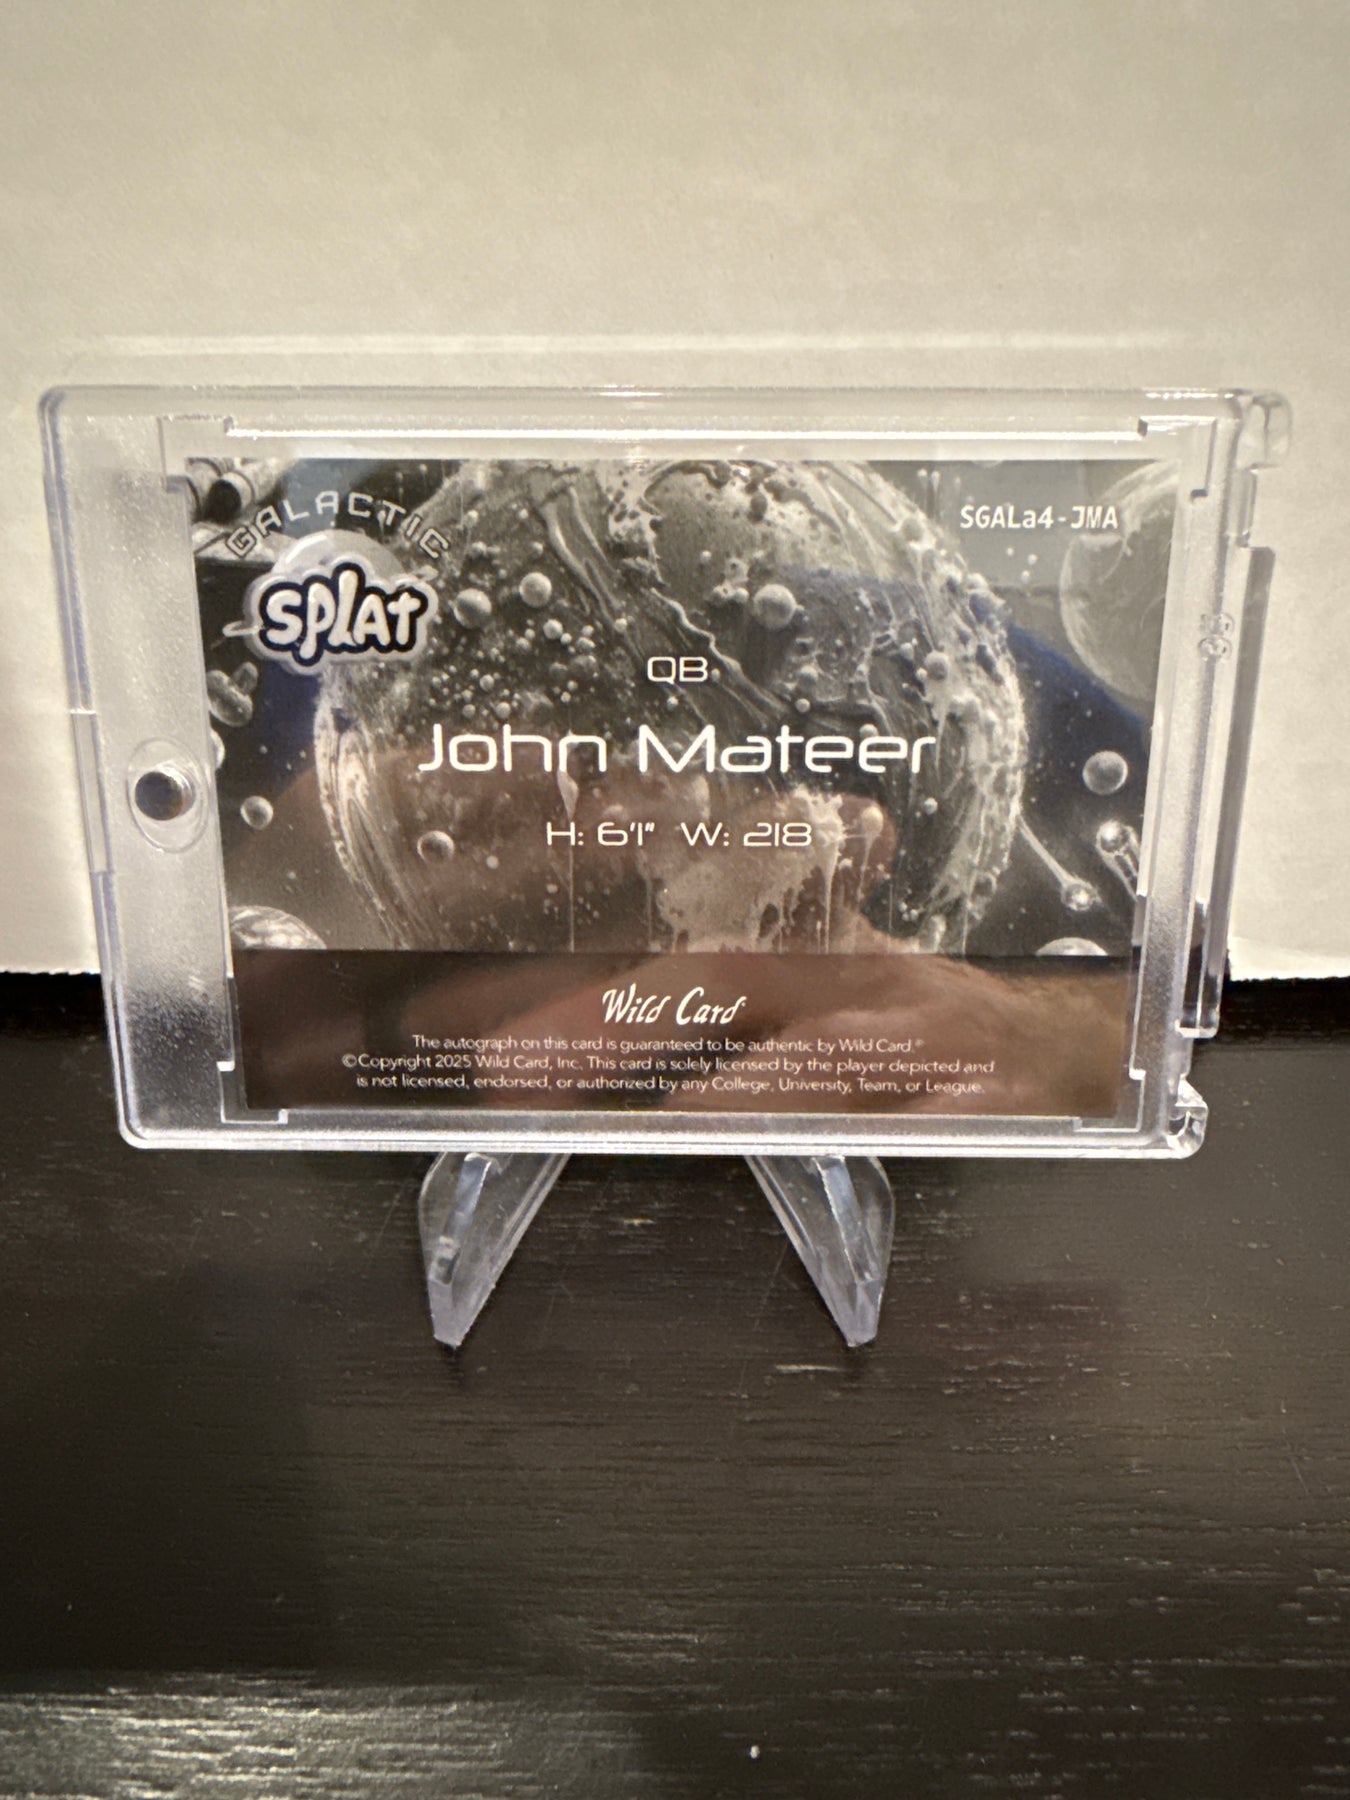 GALACTIC
SPLAT
SGALa4-JMA
QB
John Mateer
H: 6'1" W: 218
Wild Card
The autograph on this card is guaranteed to be authentic by Wild Card.®
©Copyright 2025 Wild Card, Inc. This card is solely licensed by the player depicted and
is not licensed, endorsed, or authorized by any College, University, Team, or League.